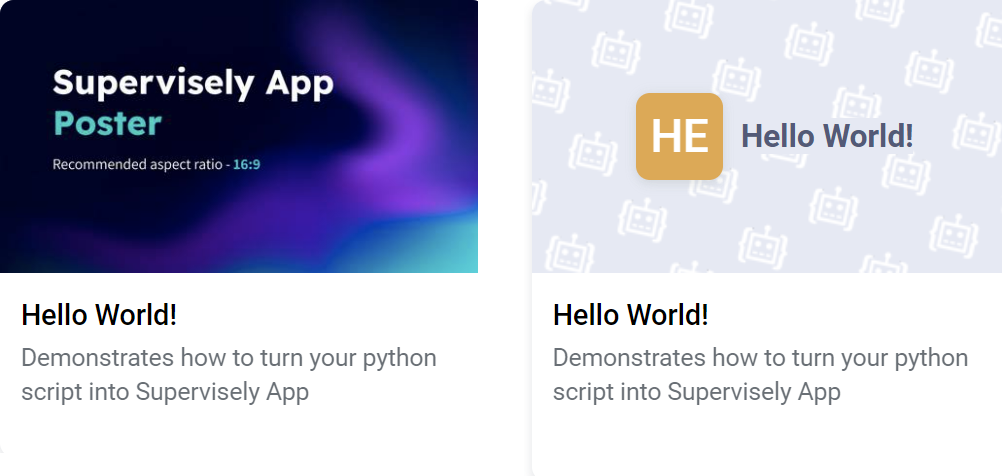 Supervisely App
Poster
Recommended aspect ratio - 16:9
Hello World!
Demonstrates how to turn your python
script into Supervisely App
HE
Hello World!
Hello World!
Demonstrates how to turn your python
script into Supervisely App